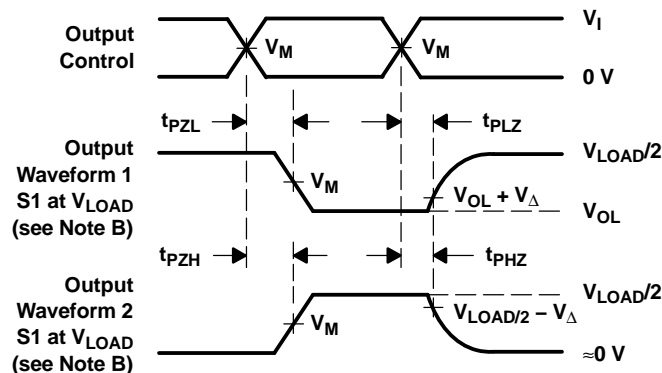 Output
Control
V_M
V_M
V_I
0 V
t_PZL
t_PLZ
Output
Waveform 1
S1 at V_LOAD
(see Note B)
V_M
V_LOAD/2
V_OL + V_Δ
V_OL
t_PZH
t_PHZ
Output
Waveform 2
S1 at V_LOAD
(see Note B)
V_M
V_LOAD/2
V_LOAD/2 − V_Δ
≈0 V